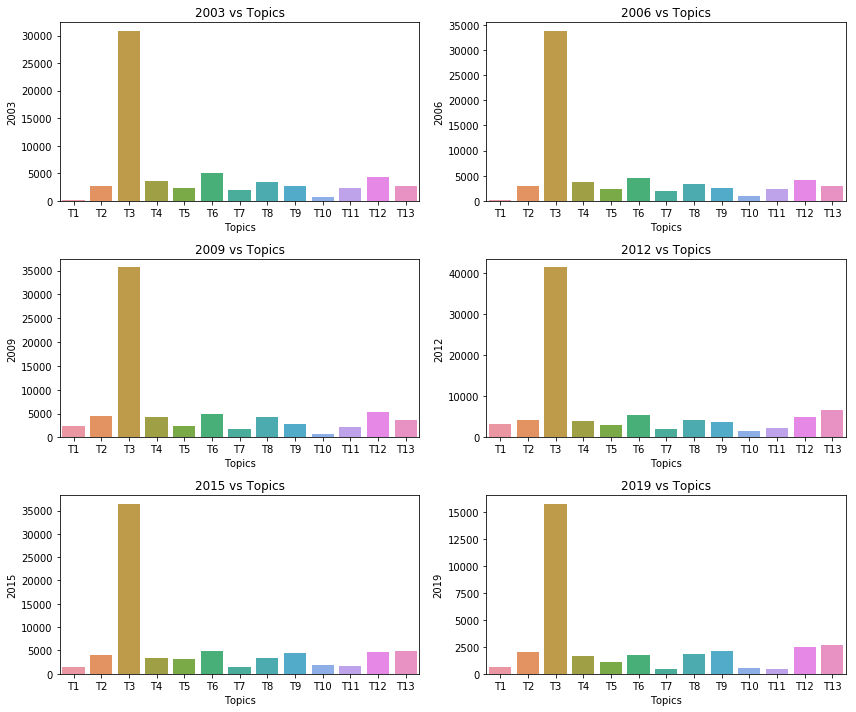 2003 vs Topics
30000
25000
20000
15000
10000
5000
0
2003
T1 T2 T3 T4 T5 T6 T7 T8 T9 T10 T11 T12 T13
Topics
2006 vs Topics
35000
30000
25000
20000
15000
10000
5000
0
2006
T1 T2 T3 T4 T5 T6 T7 T8 T9 T10 T11 T12 T13
Topics
2009 vs Topics
35000
30000
25000
20000
15000
10000
5000
0
2009
T1 T2 T3 T4 T5 T6 T7 T8 T9 T10 T11 T12 T13
Topics
2012 vs Topics
40000
30000
20000
10000
0
2012
T1 T2 T3 T4 T5 T6 T7 T8 T9 T10 T11 T12 T13
Topics
2015 vs Topics
35000
30000
25000
20000
15000
10000
5000
0
2015
T1 T2 T3 T4 T5 T6 T7 T8 T9 T10 T11 T12 T13
Topics
2019 vs Topics
15000
12500
10000
7500
5000
2500
0
2019
T1 T2 T3 T4 T5 T6 T7 T8 T9 T10 T11 T12 T13
Topics